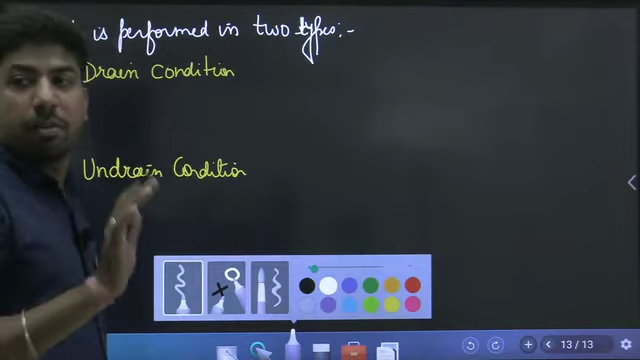 is performed in two types:-
Drain Condition
Undrain Condition
13 / 13